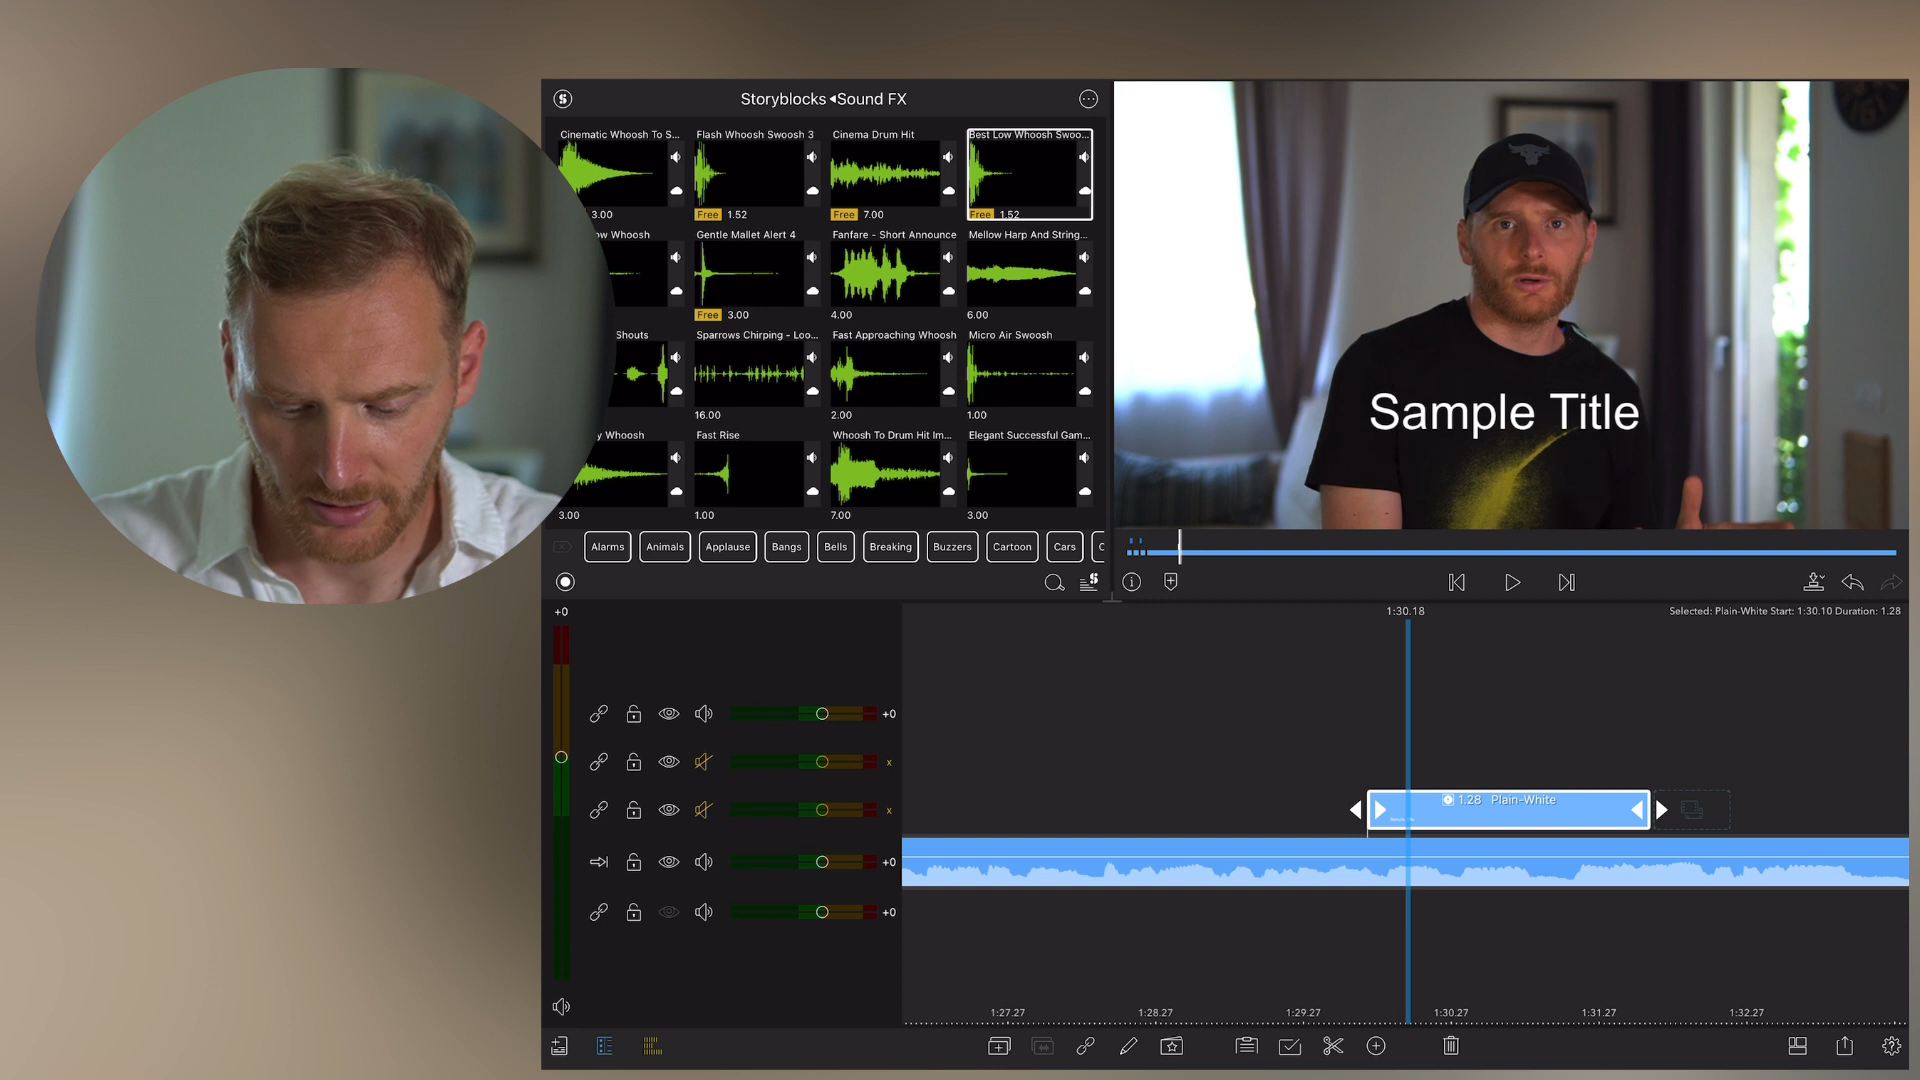 Storyblocks◂Sound FX
Cinematic Whoosh To S...
Flash Whoosh Swoosh 3
Cinema Drum Hit
Best Low Whoosh Swoo...
3.00
Free 1.52
Free 7.00
Free 1.52
ow Whoosh
Gentle Mallet Alert 4
Fanfare - Short Announce
Mellow Harp And String...
Free 3.00
4.00
6.00
Shouts
Sparrows Chirping - Loo...
Fast Approaching Whoosh
Micro Air Swoosh
16.00
2.00
1.00
y Whoosh
Fast Rise
Whoosh To Drum Hit Im...
Elegant Successful Gam...
3.00
1.00
7.00
3.00
Alarms
Animals
Applause
Bangs
Bells
Breaking
Buzzers
Cartoon
Cars
C
Sample Title
+0
1:30.18
Selected: Plain-White Start: 1:30.10 Duration: 1.28
+0
x
x
+0
+0
1.28 Plain-White
1:27.27
1:28.27
1:29.27
1:30.27
1:31.27
1:32.27